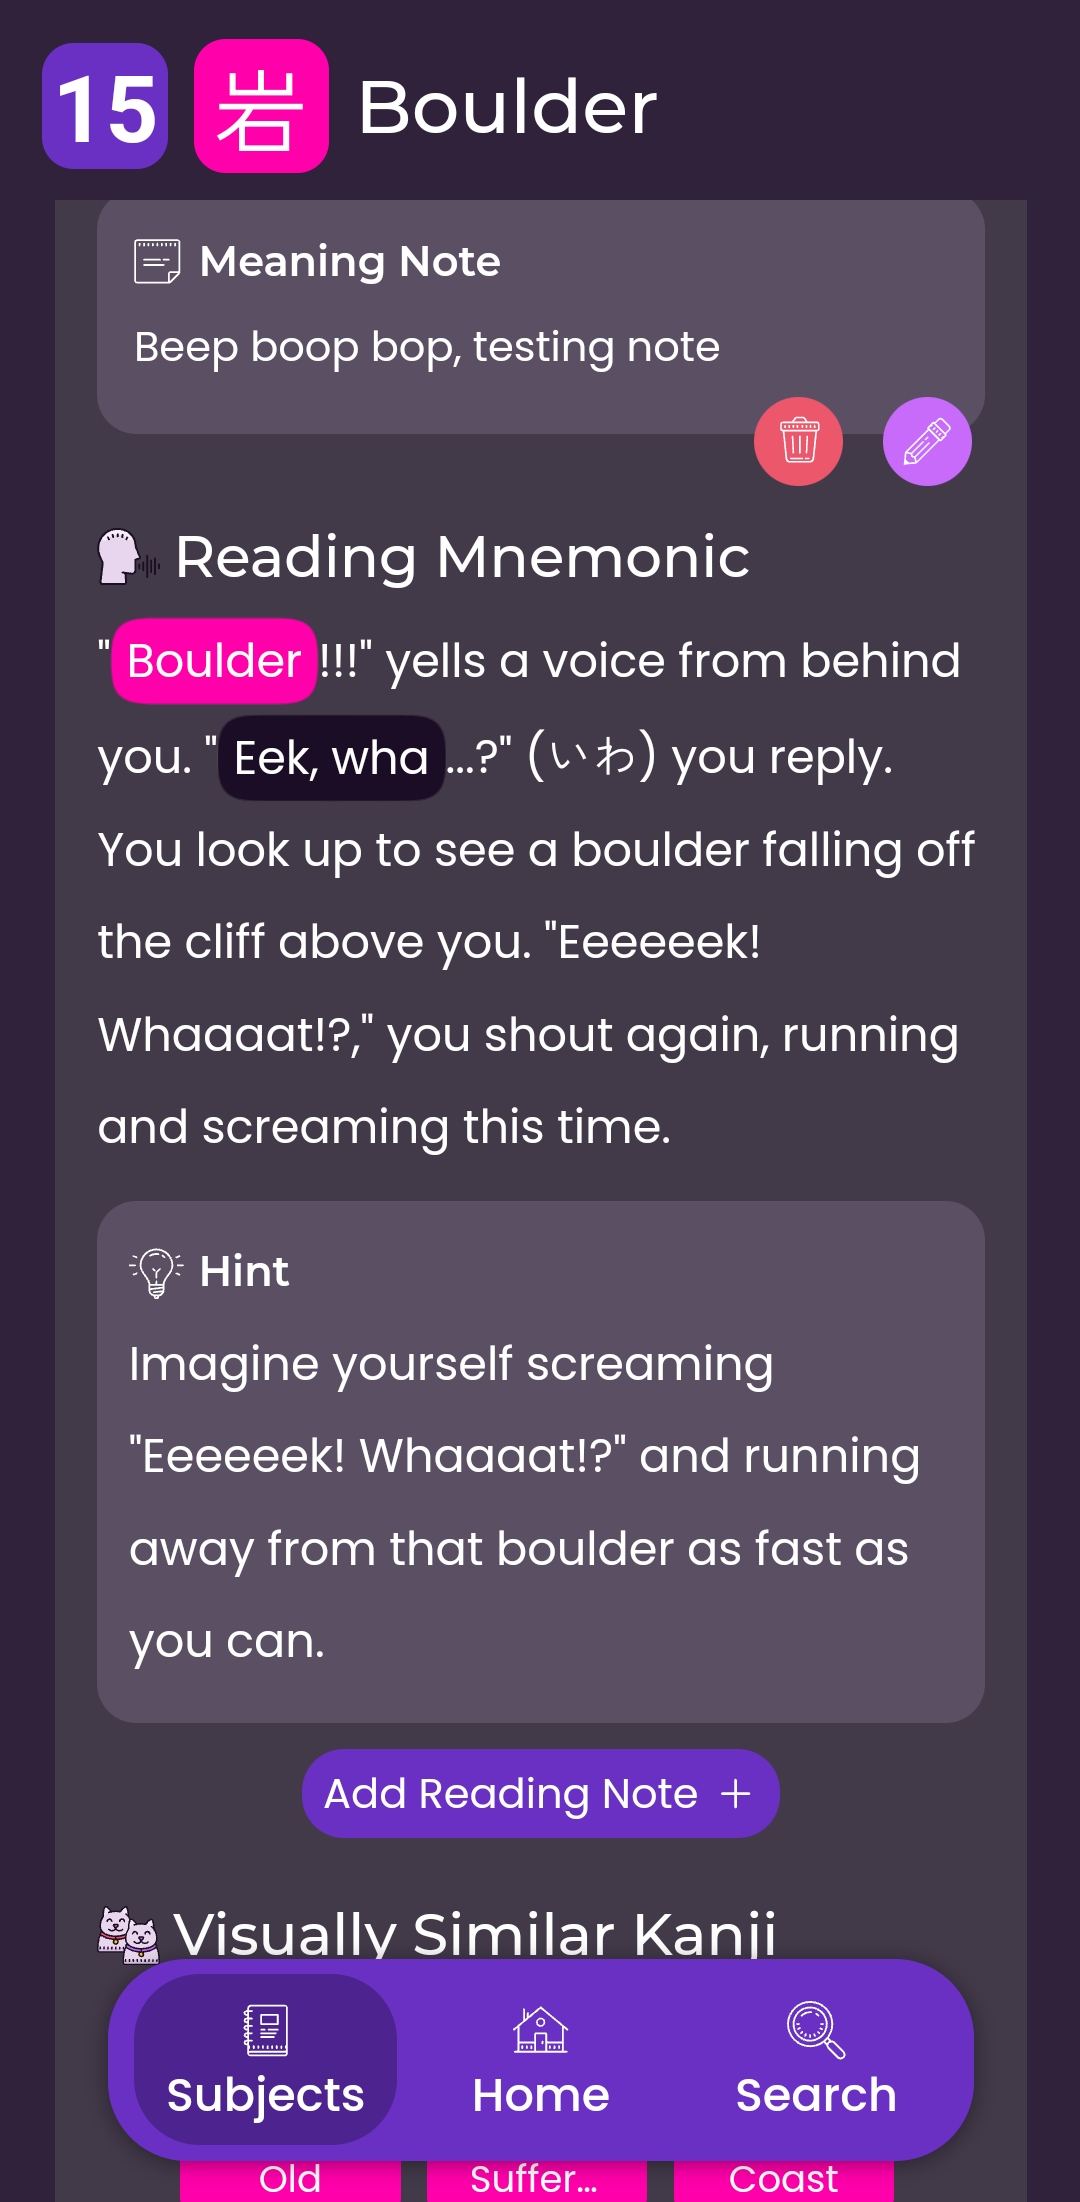 15 岩 Boulder
Meaning Note
Beep boop bop, testing note
Reading Mnemonic
"Boulder!!!" yells a voice from behind
you. "Eek, wha...?" (いわ) you reply.
You look up to see a boulder falling off
the cliff above you. "Eeeeeek!
Whaaaat!?," you shout again, running
and screaming this time.
Hint
Imagine yourself screaming
"Eeeeeek! Whaaaat!?" and running
away from that boulder as fast as
you can.
Add Reading Note +
Visually Similar Kanji
Subjects Home Search
Old Suffer... Coast